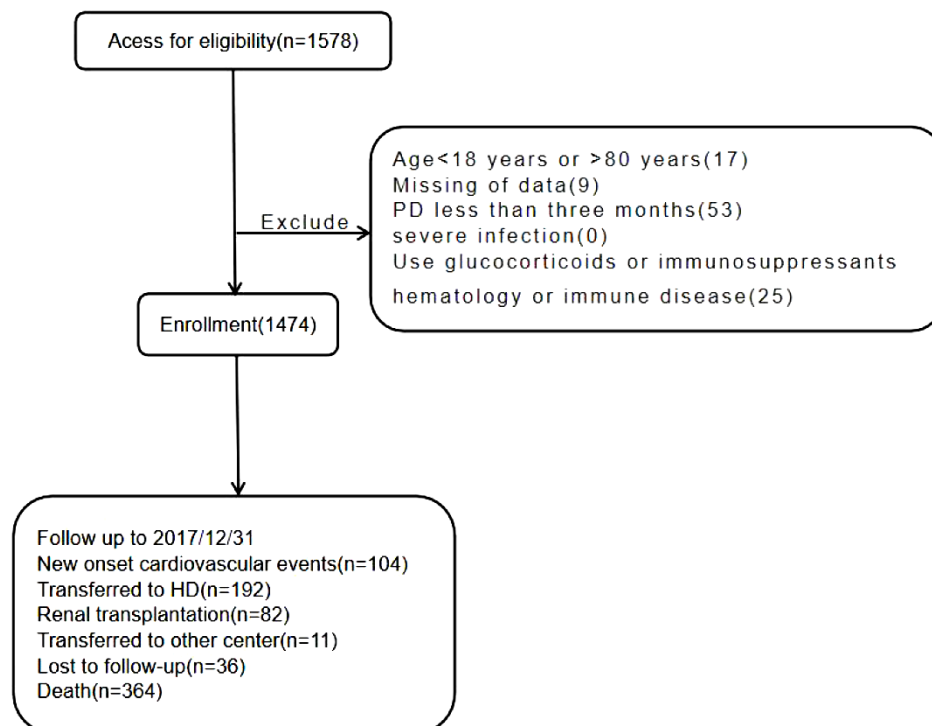 Acess for eligibility(n=1578)
Exclude
Age<18 years or >80 years(17)
Missing of data(9)
PD less than three months(53)
severe infection(0)
Use glucocorticoids or immunosuppressants
hematology or immune disease(25)
Enrollment(1474)
Follow up to 2017/12/31
New onset cardiovascular events(n=104)
Transferred to HD(n=192)
Renal transplantation(n=82)
Transferred to other center(n=11)
Lost to follow-up(n=36)
Death(n=364)